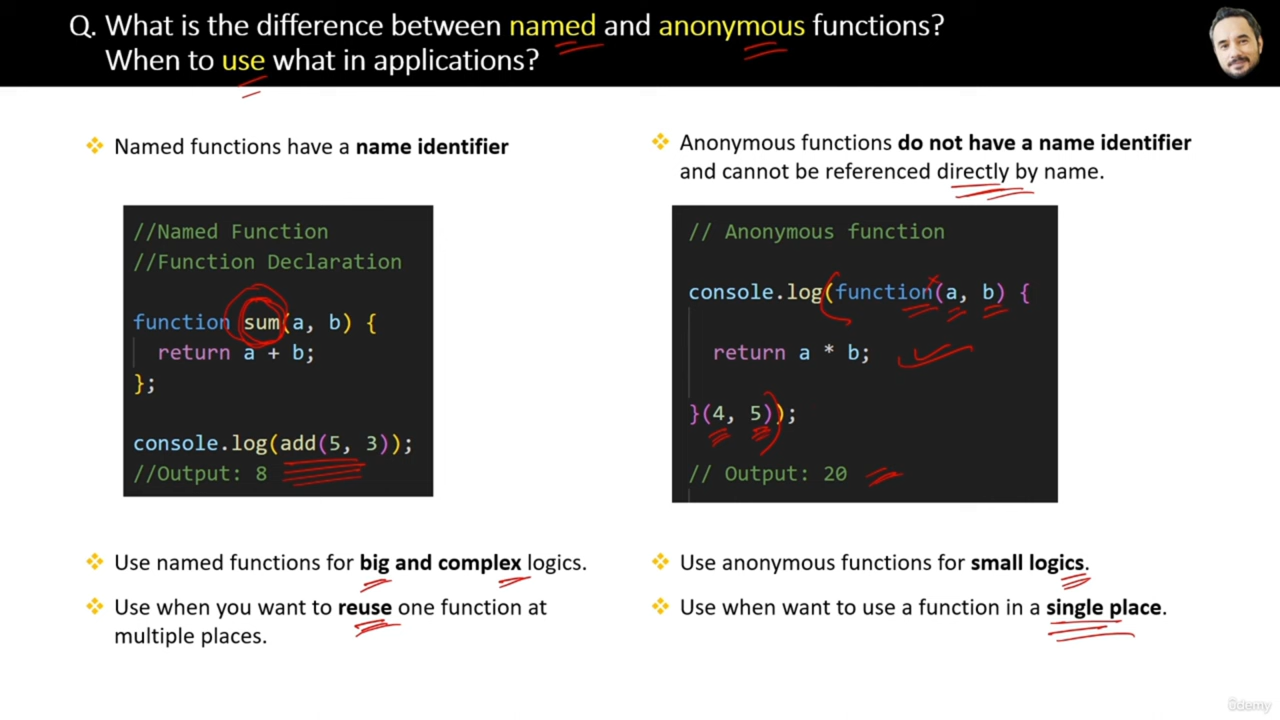 Q. What is the difference between named and anonymous functions?
When to use what in applications?
❖ Named functions have a name identifier
//Named Function
//Function Declaration
function sum(a, b) {
return a + b;
};
console.log(add(5, 3));
//Output: 8
❖ Use named functions for big and complex logics.
❖ Use when you want to reuse one function at
multiple places.
❖ Anonymous functions do not have a name identifier
and cannot be referenced directly by name.
// Anonymous function
console.log(function(a, b) {
return a * b;
}(4, 5));
// Output: 20
❖ Use anonymous functions for small logics.
❖ Use when want to use a function in a single place.
ûdemy